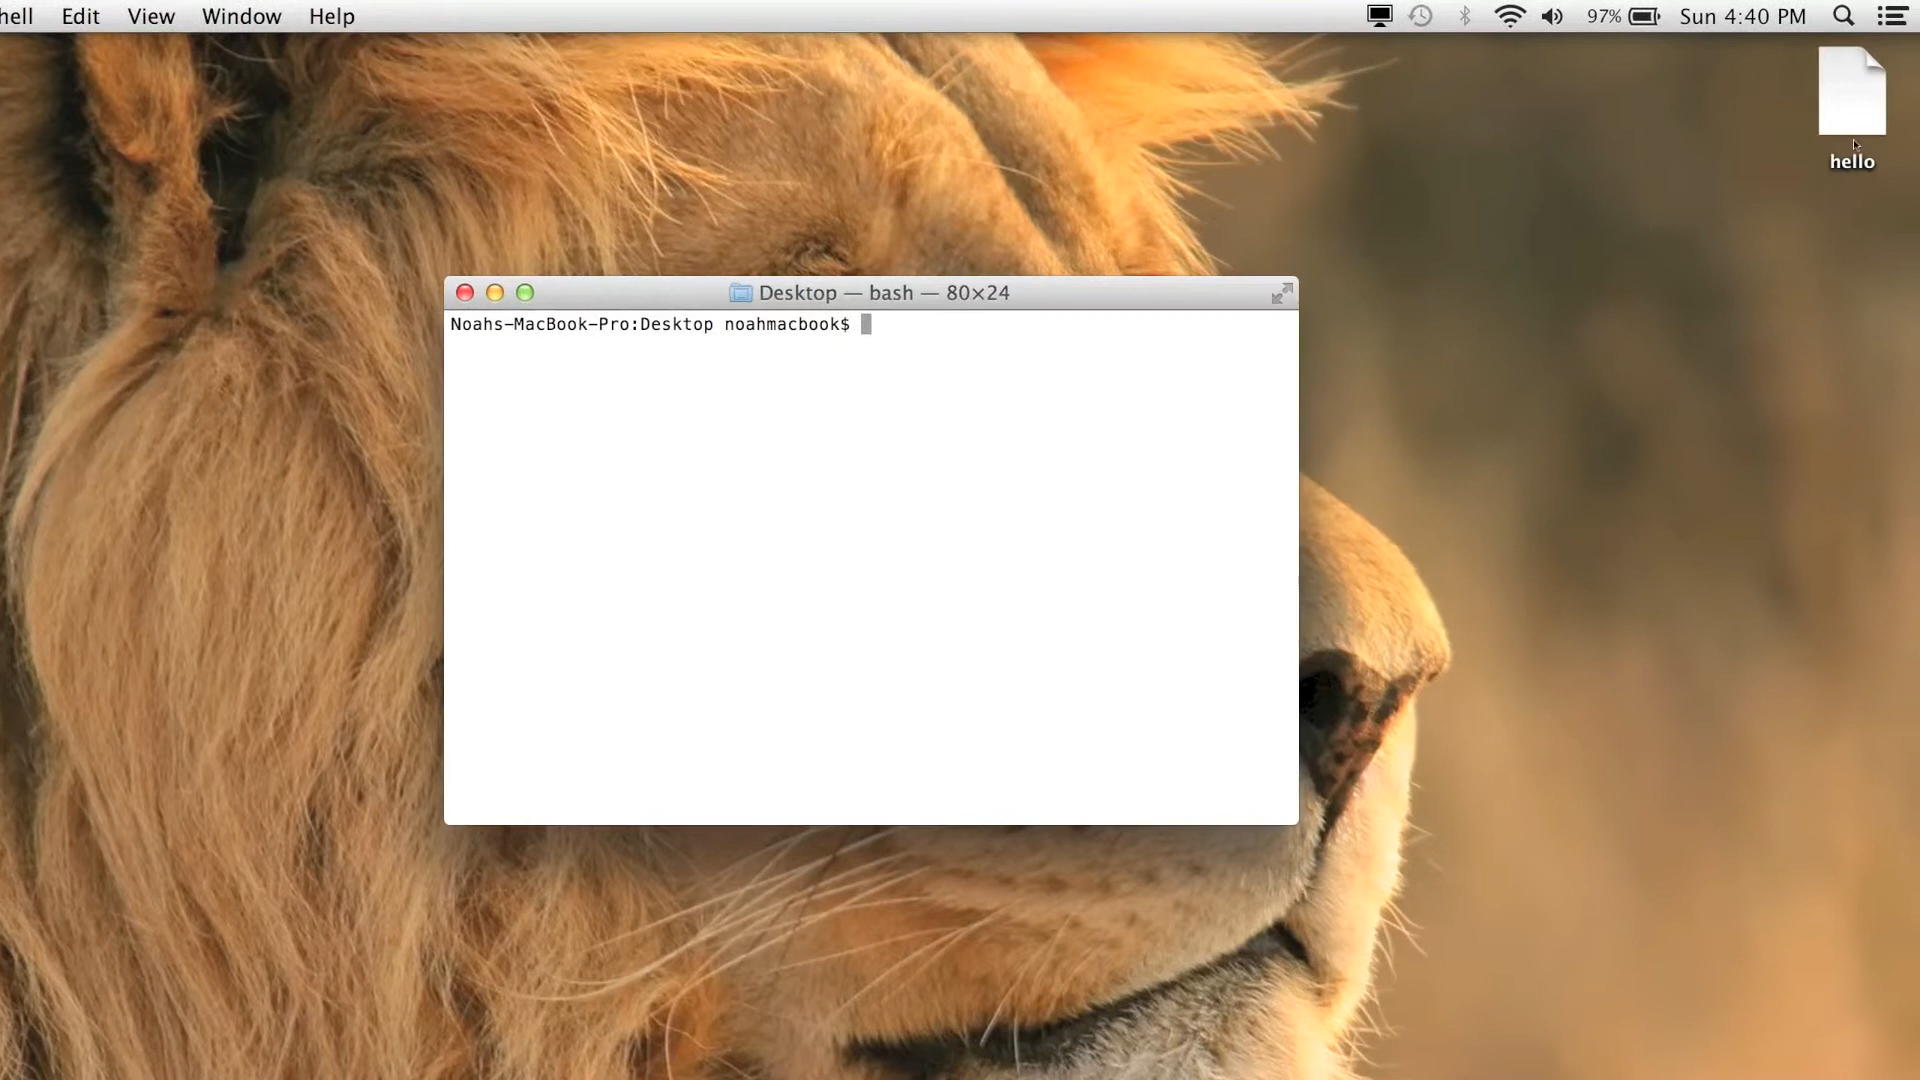 hell Edit View Window Help 97% Sun 4:40 PM
hello
Desktop — bash — 80×24
Noahs-MacBook-Pro:Desktop noahmacbook$